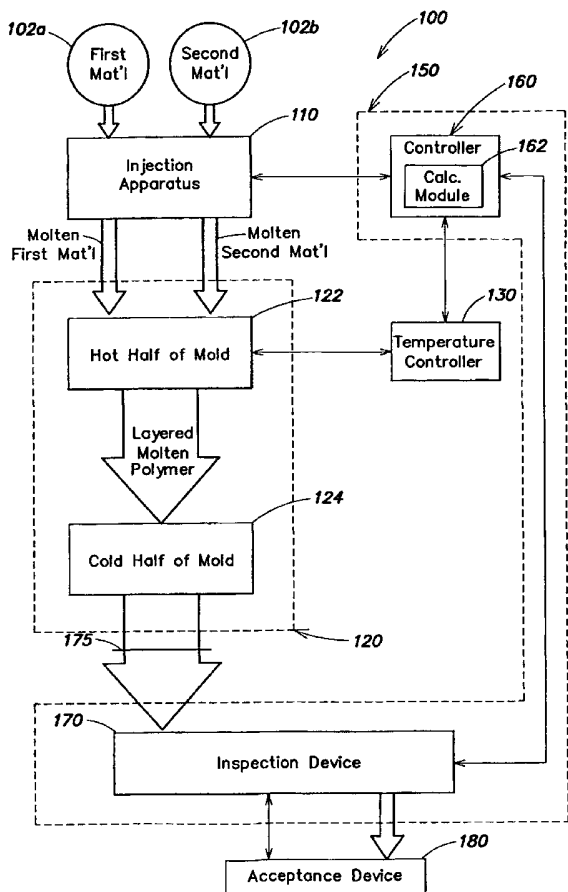 102a
102b
100
First
Mat'l
Second
Mat'l
150
110
160
Injection
Apparatus
Controller
162
Calc.
Module
Molten
First Mat'l
Molten
Second Mat'l
122
130
Hot Half of Mold
Temperature
Controller
Layered
Molten
Polymer
124
Cold Half of Mold
175
120
170
Inspection Device
180
Acceptance Device